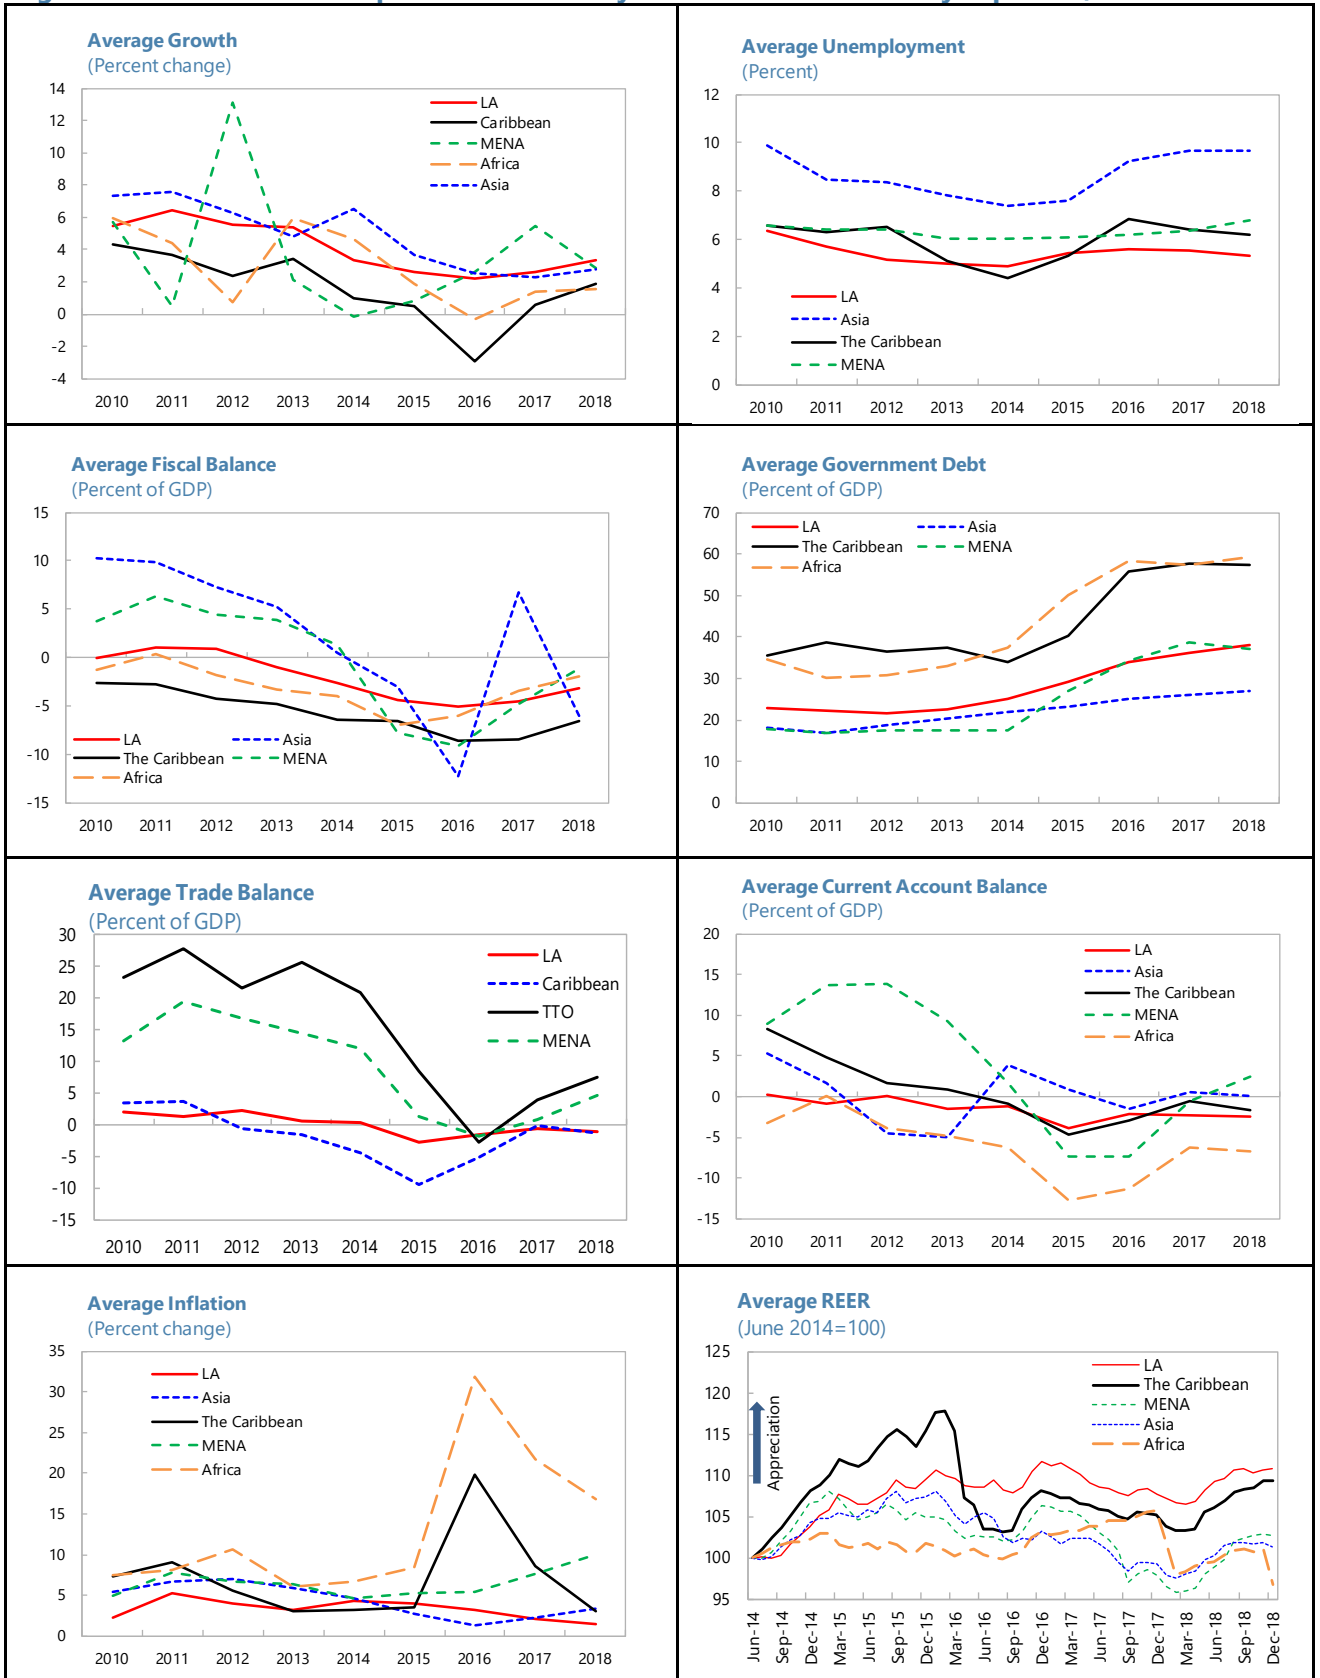 Average Growth
(Percent change)
14
12
10
8
6
4
2
0
-2
-4
LA
Caribbean
MENA
Africa
Asia
2010 2011 2012 2013 2014 2015 2016 2017 2018
Average Unemployment
(Percent)
12
10
8
6
4
2
0
LA
Asia
The Caribbean
MENA
2010 2011 2012 2013 2014 2015 2016 2017 2018
Average Fiscal Balance
(Percent of GDP)
15
10
5
0
-5
-10
-15
LA Asia
The Caribbean MENA
Africa
2010 2011 2012 2013 2014 2015 2016 2017 2018
Average Government Debt
(Percent of GDP)
70
60
50
40
30
20
10
0
LA Asia
The Caribbean MENA
Africa
2010 2011 2012 2013 2014 2015 2016 2017 2018
Average Trade Balance
(Percent of GDP)
30
25
20
15
10
5
0
-5
-10
-15
LA
Caribbean
TTO
MENA
2010 2011 2012 2013 2014 2015 2016 2017 2018
Average Current Account Balance
(Percent of GDP)
20
15
10
5
0
-5
-10
-15
LA
Asia
The Caribbean
MENA
Africa
2010 2011 2012 2013 2014 2015 2016 2017 2018
Average Inflation
(Percent change)
35
30
25
20
15
10
5
0
LA
Asia
The Caribbean
MENA
Africa
2010 2011 2012 2013 2014 2015 2016 2017 2018
Average REER
(June 2014=100)
125
120
115
110
105
100
95
Appreciation
LA
The Caribbean
MENA
Asia
Africa
Jun-14 Sep-14 Dec-14 Mar-15 Jun-15 Sep-15 Dec-15 Mar-16 Jun-16 Sep-16 Dec-16 Mar-17 Jun-17 Sep-17 Dec-17 Mar-18 Jun-18 Sep-18 Dec-18